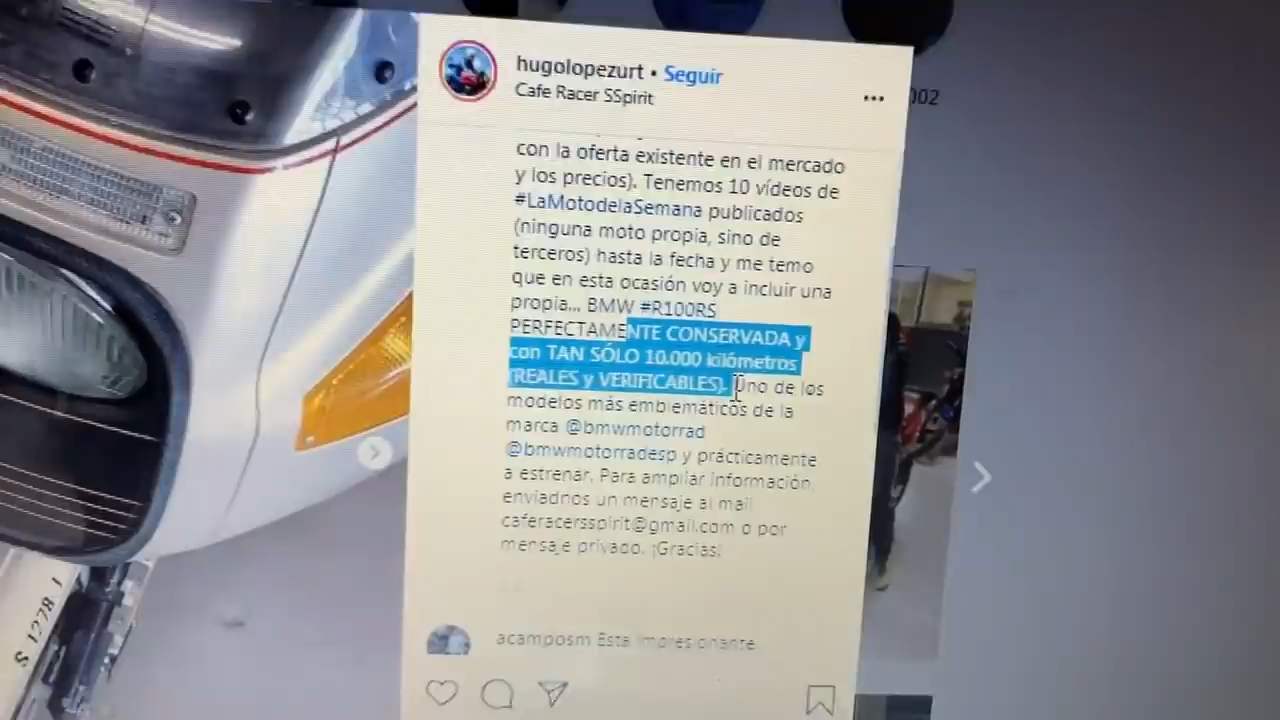 hugolopezurt • Seguir
Cafe Racer SSpirit
002
con la oferta existente en el mercado
y los precios). Tenemos 10 vídeos de
#LaMotodelaSemana publicados
(ninguna moto propia, sino de
terceros) hasta la fecha y me temo
que en esta ocasión voy a incluir una
propia... BMW #R100RS
PERFECTAMENTE CONSERVADA y
con TAN SÓLO 10.000 kilómetros
(REALES y VERIFICABLES). Uno de los
modelos más emblemáticos de la
marca @bmwmotorrad
@bmwmotorradesp y prácticamente
a estrenar. Para ampliar información,
enviadnos un mensaje al mail
caferacersspirit@gmail.com o por
mensaje privado. ¡Gracias!
acamposm Esta impresionante
S 1278 I